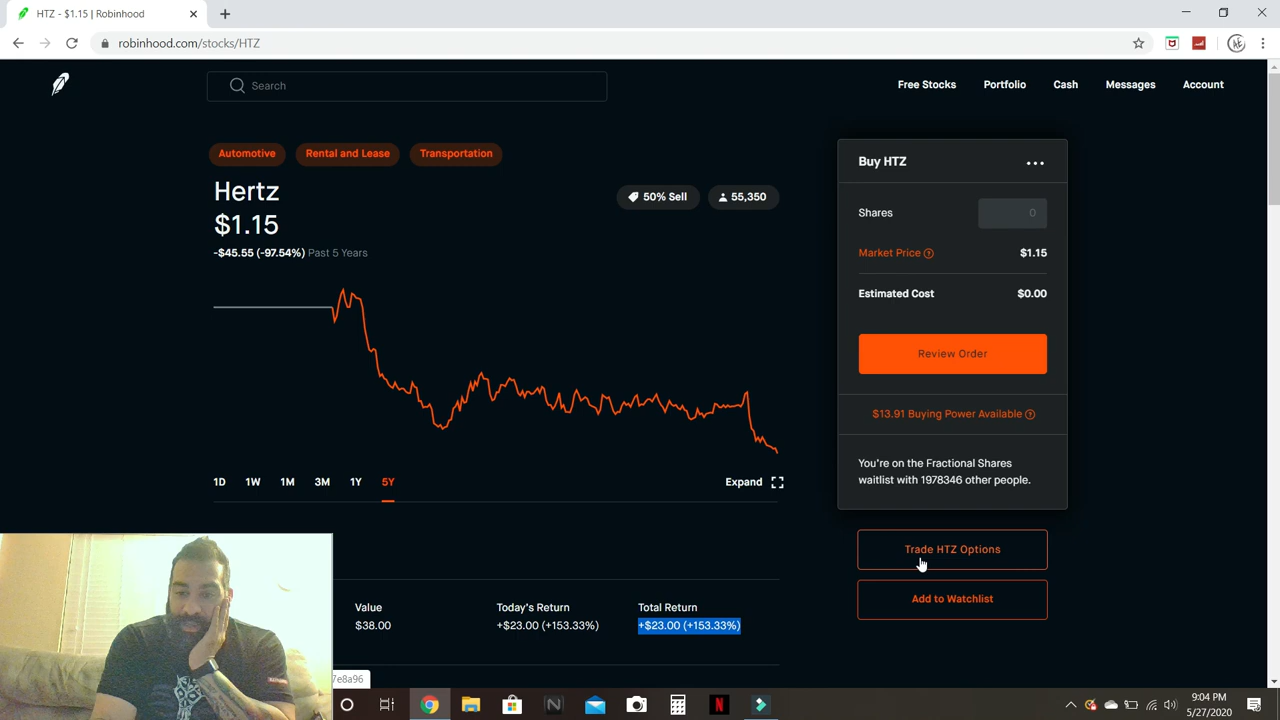 HTZ - $1.15 | Robinhood
robinhood.com/stocks/HTZ
Search
Free Stocks
Portfolio
Cash
Messages
Account
Automotive
Rental and Lease
Transportation
Hertz
$1.15
-$45.55 (-97.54%) Past 5 Years
50% Sell
55,350
1D
1W
1M
3M
1Y
5Y
Expand
Value
$38.00
Today's Return
+$23.00 (+153.33%)
Total Return
+$23.00 (+153.33%)
Buy HTZ
Shares
0
Market Price
$1.15
Estimated Cost
$0.00
Review Order
$13.91 Buying Power Available
You're on the Fractional Shares
waitlist with 1978346 other people.
Trade HTZ Options
Add to Watchlist
7e8a96
9:04 PM
5/27/2020